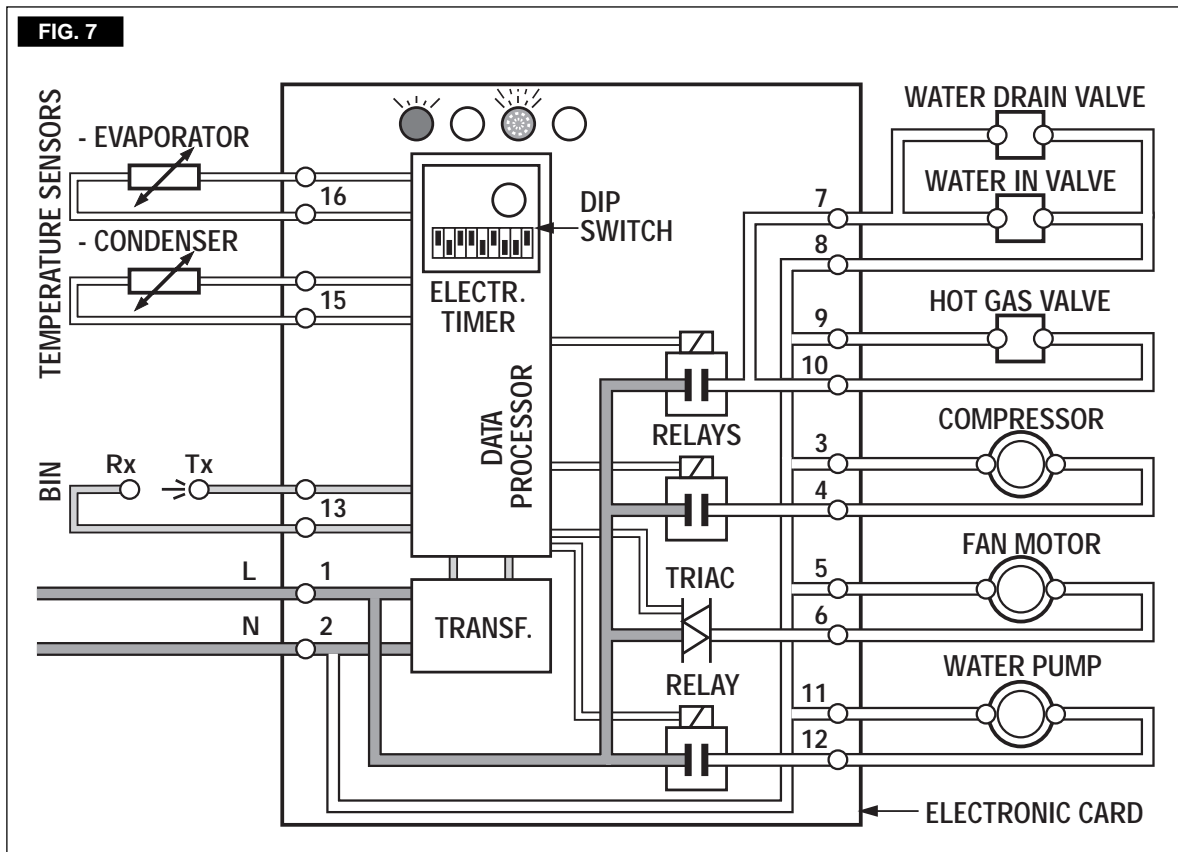 FIG. 7
TEMPERATURE SENSORS
- EVAPORATOR
16
- CONDENSER
15
BIN
Rx
Tx
13
L
1
N
2
DIP
SWITCH
ELECTR.
TIMER
DATA
PROCESSOR
TRANSF.
RELAYS
TRIAC
RELAY
WATER DRAIN VALVE
WATER IN VALVE
7
8
HOT GAS VALVE
9
10
COMPRESSOR
3
4
FAN MOTOR
5
6
WATER PUMP
11
12
ELECTRONIC CARD